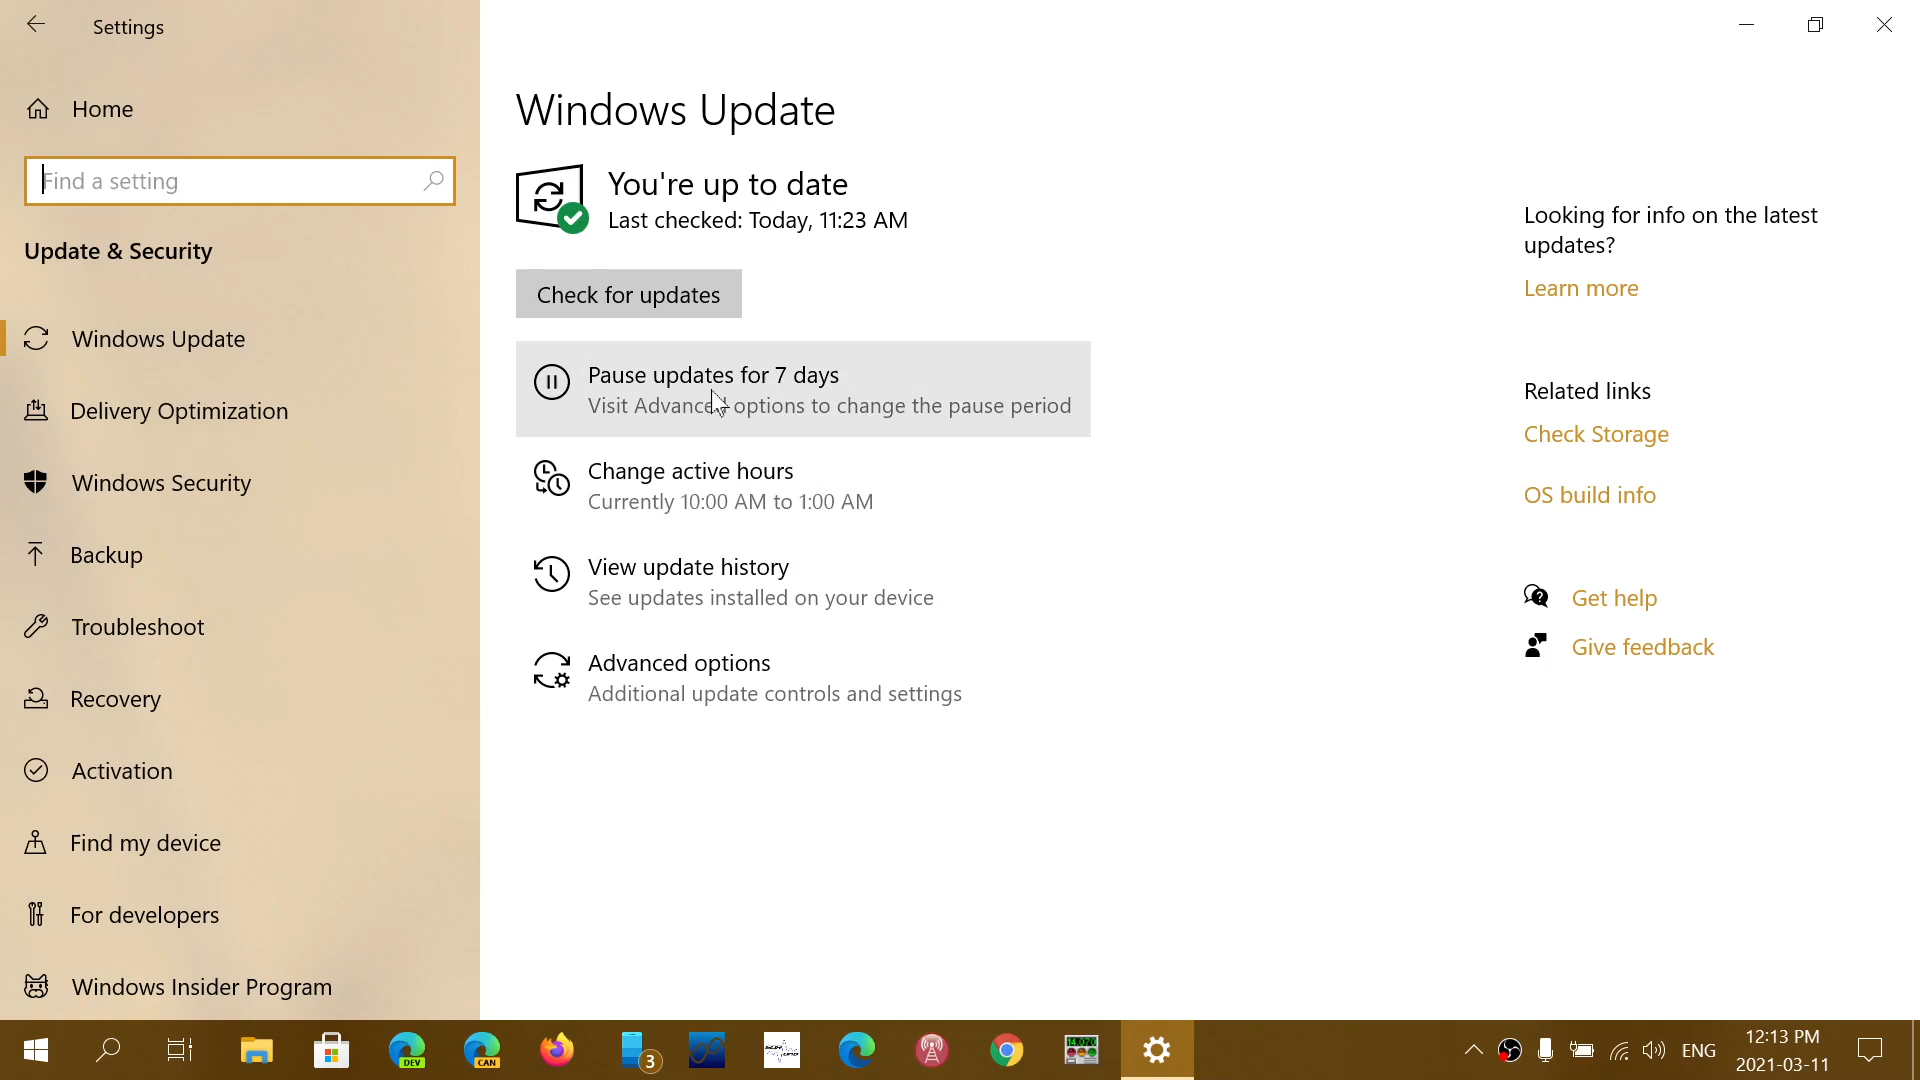 Settings
Home
Find a setting
Update & Security
Windows Update
Delivery Optimization
Windows Security
Backup
Troubleshoot
Recovery
Activation
Find my device
For developers
Windows Insider Program
Windows Update
You're up to date
Last checked: Today, 11:23 AM
Check for updates
Pause updates for 7 days
Visit Advanced options to change the pause period
Change active hours
Currently 10:00 AM to 1:00 AM
View update history
See updates installed on your device
Advanced options
Additional update controls and settings
Looking for info on the latest
updates?
Learn more
Related links
Check Storage
OS build info
Get help
Give feedback
DEV
CAN
3
14.070
ENG
12:13 PM
2021-03-11